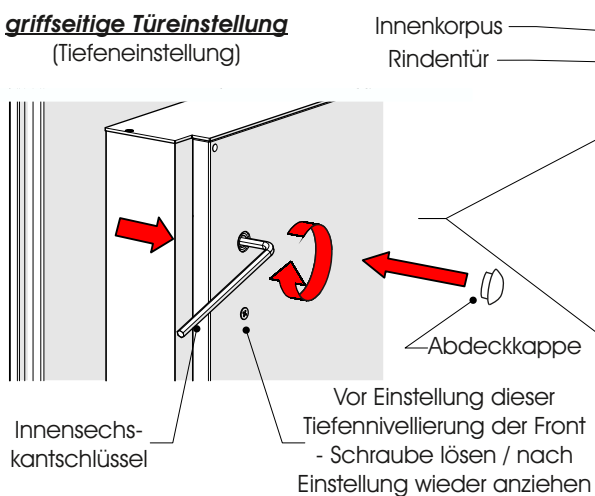 griffseitige Türeinstellung
(Tiefeneinstellung)
Innenkorpus
Rindentür
Abdeckkappe
Innensechs-
kantschlüssel
Vor Einstellung dieser
Tiefennivellierung der Front
- Schraube lösen / nach
Einstellung wieder anziehen